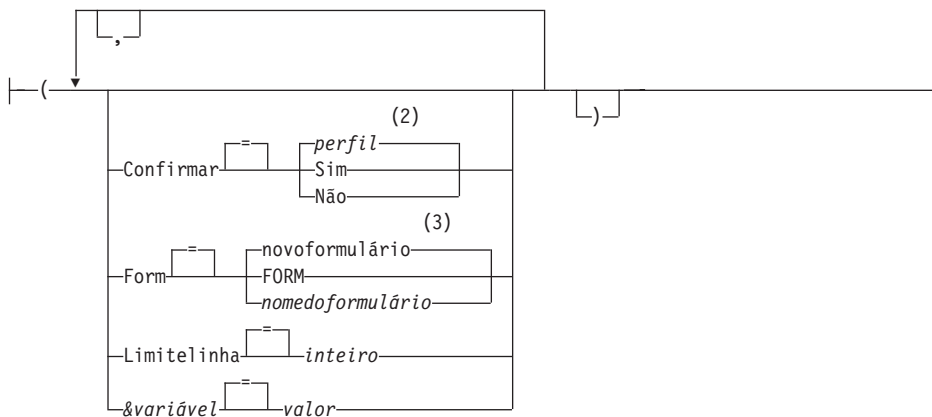 ,
( )
(2)
= perfil
Confirmar Sim
Não
(3)
= novoformulário
Form FORM
nomedoformulário
=
Limitelinha inteiro
=
&variável valor